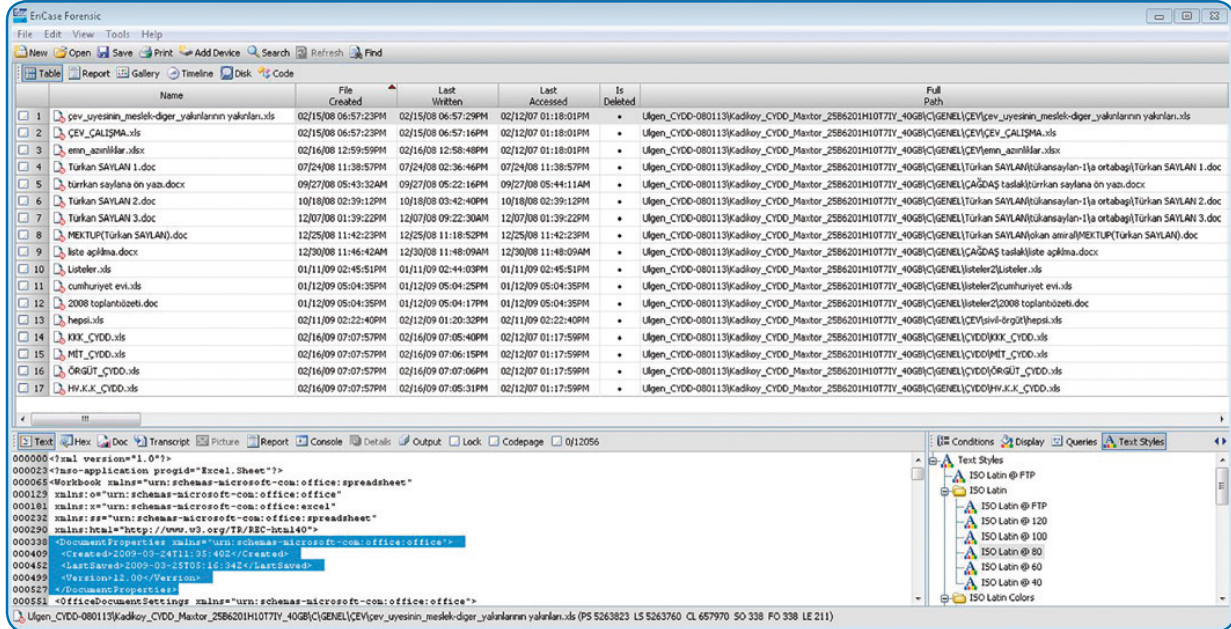 EnCase Forensic
File Edit View Tools Help
New Open Save Print Add Device Search Refresh Find
Table Report Gallery Timeline Disk Code
Name File Created Last Written Last Accessed Is Deleted Full Path
1 çev_uyesinin_meslek-diger_yakınlarının yakınları.xls 02/15/08 06:57:23PM 02/15/08 06:57:29PM 02/12/07 01:18:01PM • Ulgen_CYDD-080113\Kadikoy_CYDD_Maxtor_25B6201H10T7IY_40GB\C\GENEL\ÇEV\çev_uyesinin_meslek-diger_yakınlarının yakınları.xls
2 ÇEV_ÇALIŞMA.xls 02/15/08 06:57:23PM 02/15/08 06:57:16PM 02/12/07 01:18:01PM • Ulgen_CYDD-080113\Kadikoy_CYDD_Maxtor_25B6201H10T7IY_40GB\C\GENEL\ÇEV\ÇEV_ÇALIŞMA.xls
3 emn_azınlıklar.xlsx 02/16/08 12:59:59PM 02/16/08 12:58:48PM 02/12/07 01:18:01PM • Ulgen_CYDD-080113\Kadikoy_CYDD_Maxtor_25B6201H10T7IY_40GB\C\GENEL\ÇEV\emn_azınlıklar.xlsx
4 Türkan SAYLAN 1.doc 07/24/08 11:38:57PM 07/24/08 02:36:46PM 07/24/08 11:38:57PM • Ulgen_CYDD-080113\Kadikoy_CYDD_Maxtor_25B6201H10T7IY_40GB\C\GENEL\Türkan SAYLAN\tükansaylan-1\a ortabaşı\Türkan SAYLAN 1.doc
5 türrkan saylana ön yazı.docx 09/27/08 05:43:32AM 09/27/08 05:22:16PM 09/27/08 05:44:11AM • Ulgen_CYDD-080113\Kadikoy_CYDD_Maxtor_25B6201H10T7IY_40GB\C\GENEL\ÇAĞDAŞ taslak\türrkan saylana ön yazı.docx
6 Türkan SAYLAN 2.doc 10/18/08 02:39:12PM 10/18/08 03:42:40PM 10/18/08 02:39:12PM • Ulgen_CYDD-080113\Kadikoy_CYDD_Maxtor_25B6201H10T7IY_40GB\C\GENEL\Türkan SAYLAN\tükansaylan-1\a ortabaşı\Türkan SAYLAN 2.doc
7 Türkan SAYLAN 3.doc 12/07/08 01:39:22PM 12/07/08 09:22:30AM 12/07/08 01:39:22PM • Ulgen_CYDD-080113\Kadikoy_CYDD_Maxtor_25B6201H10T7IY_40GB\C\GENEL\Türkan SAYLAN\tükansaylan-1\a ortabaşı\Türkan SAYLAN 3.doc
8 MEKTUP(Türkan SAYLAN).doc 12/25/08 11:42:23PM 12/25/08 11:18:52PM 12/25/08 11:42:23PM • Ulgen_CYDD-080113\Kadikoy_CYDD_Maxtor_25B6201H10T7IY_40GB\C\GENEL\Türkan SAYLAN\okan amiral\MEKTUP(Türkan SAYLAN).doc
9 liste açıklma.docx 12/30/08 11:46:42AM 12/30/08 11:48:09AM 12/30/08 11:48:09AM • Ulgen_CYDD-080113\Kadikoy_CYDD_Maxtor_25B6201H10T7IY_40GB\C\GENEL\ÇAĞDAŞ taslak\liste açıklma.docx
10 Listeler.xls 01/11/09 02:45:51PM 01/11/09 02:44:03PM 01/11/09 02:45:51PM • Ulgen_CYDD-080113\Kadikoy_CYDD_Maxtor_25B6201H10T7IY_40GB\C\GENEL\listeler2\Listeler.xls
11 cumhuriyet evi.xls 01/12/09 05:04:35PM 01/12/09 05:04:25PM 01/12/09 05:04:35PM • Ulgen_CYDD-080113\Kadikoy_CYDD_Maxtor_25B6201H10T7IY_40GB\C\GENEL\listeler2\cumhuriyet evi.xls
12 2008 toplantıözeti.doc 01/12/09 05:04:35PM 01/12/09 05:04:17PM 01/12/09 05:04:35PM • Ulgen_CYDD-080113\Kadikoy_CYDD_Maxtor_25B6201H10T7IY_40GB\C\GENEL\listeler2\2008 toplantıözeti.doc
13 hepsi.xls 02/11/09 02:22:40PM 02/12/09 01:20:32PM 02/11/09 02:22:40PM • Ulgen_CYDD-080113\Kadikoy_CYDD_Maxtor_25B6201H10T7IY_40GB\C\GENEL\ÇEV\sivil-örgüt\hepsi.xls
14 KKK_ÇYDD.xls 02/16/09 07:07:57PM 02/16/09 07:05:40PM 02/12/07 01:17:59PM • Ulgen_CYDD-080113\Kadikoy_CYDD_Maxtor_25B6201H10T7IY_40GB\C\GENEL\ÇYDD\KKK_ÇYDD.xls
15 MİT_ÇYDD.xls 02/16/09 07:07:57PM 02/16/09 07:06:15PM 02/12/07 01:17:59PM • Ulgen_CYDD-080113\Kadikoy_CYDD_Maxtor_25B6201H10T7IY_40GB\C\GENEL\ÇYDD\MİT_ÇYDD.xls
16 ÖRGÜT_ÇYDD.xls 02/16/09 07:07:57PM 02/16/09 07:07:06PM 02/12/07 01:17:59PM • Ulgen_CYDD-080113\Kadikoy_CYDD_Maxtor_25B6201H10T7IY_40GB\C\GENEL\ÇYDD\ÖRGÜT_ÇYDD.xls
17 HV.K.K_ÇYDD.xls 02/16/09 07:07:57PM 02/16/09 07:05:31PM 02/12/07 01:17:59PM • Ulgen_CYDD-080113\Kadikoy_CYDD_Maxtor_25B6201H10T7IY_40GB\C\GENEL\ÇYDD\HV.K.K_ÇYDD.xls
Text Hex Doc Transcript Picture Report Console Details Output Lock Codepage 0/12056
000000 <?xml version="1.0"?>
000023 <?mso-application progid="Excel.Sheet"?>
000065 <Workbook xmlns="urn:schemas-microsoft-com:office:spreadsheet"
000129 xmlns:o="urn:schemas-microsoft-com:office:office"
000181 xmlns:x="urn:schemas-microsoft-com:office:excel"
000232 xmlns:ss="urn:schemas-microsoft-com:office:spreadsheet"
000290 xmlns:html="http://www.w3.org/TR/REC-html40">
000338 <DocumentProperties xmlns="urn:schemas-microsoft-com:office:office">
000409 <Created>2009-03-24T11:35:40Z</Created>
000452 <LastSaved>2009-03-25T05:16:34Z</LastSaved>
000499 <Version>12.00</Version>
000527 </DocumentProperties>
000551 <OfficeDocumentSettings xmlns="urn:schemas-microsoft-com:office:office">
Conditions Display Queries Text Styles
Text Styles
ISO Latin @ FTP
ISO Latin
ISO Latin @ FTP
ISO Latin @ 120
ISO Latin @ 100
ISO Latin @ 80
ISO Latin @ 60
ISO Latin @ 40
ISO Latin Colors
Ulgen_CYDD-080113\Kadikoy_CYDD_Maxtor_25B6201H10T7IY_40GB\C\GENEL\ÇEV\çev_uyesinin_meslek-diger_yakınlarının yakınları.xls (PS 5263823 LS 5263760 CL 657970 SO 338 FO 338 LE 211)